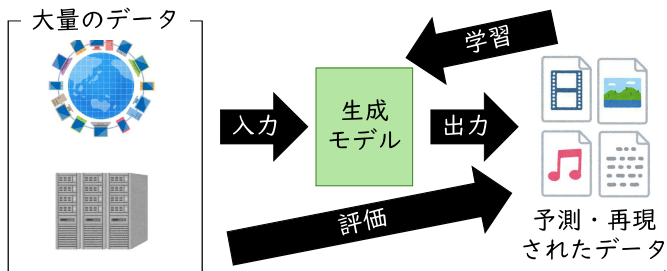 大量のデータ
学習
入力
生成
モデル
出力
評価
予測・再現
されたデータ